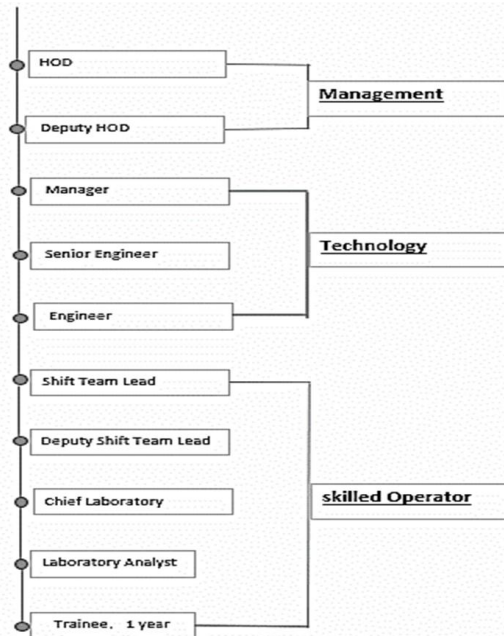 HOD
Management
Deputy HOD
Manager
Technology
Senior Engineer
Engineer
Shift Team Lead
Deputy Shift Team Lead
Chief Laboratory
skilled Operator
Laboratory Analyst
Trainee, 1 year